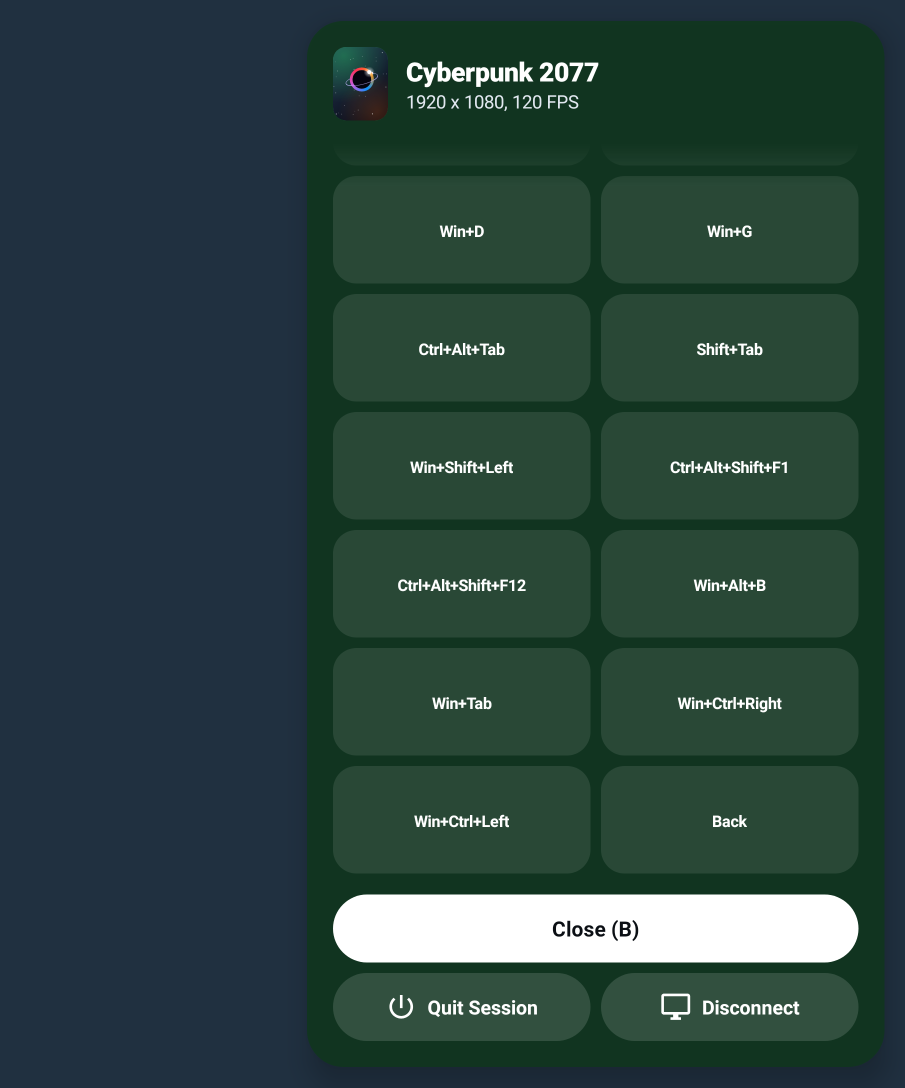 Cyberpunk 2077
1920 x 1080, 120 FPS
Win+D
Win+G
Ctrl+Alt+Tab
Shift+Tab
Win+Shift+Left
Ctrl+Alt+Shift+F1
Ctrl+Alt+Shift+F12
Win+Alt+B
Win+Tab
Win+Ctrl+Right
Win+Ctrl+Left
Back
Close (B)
Quit Session
Disconnect